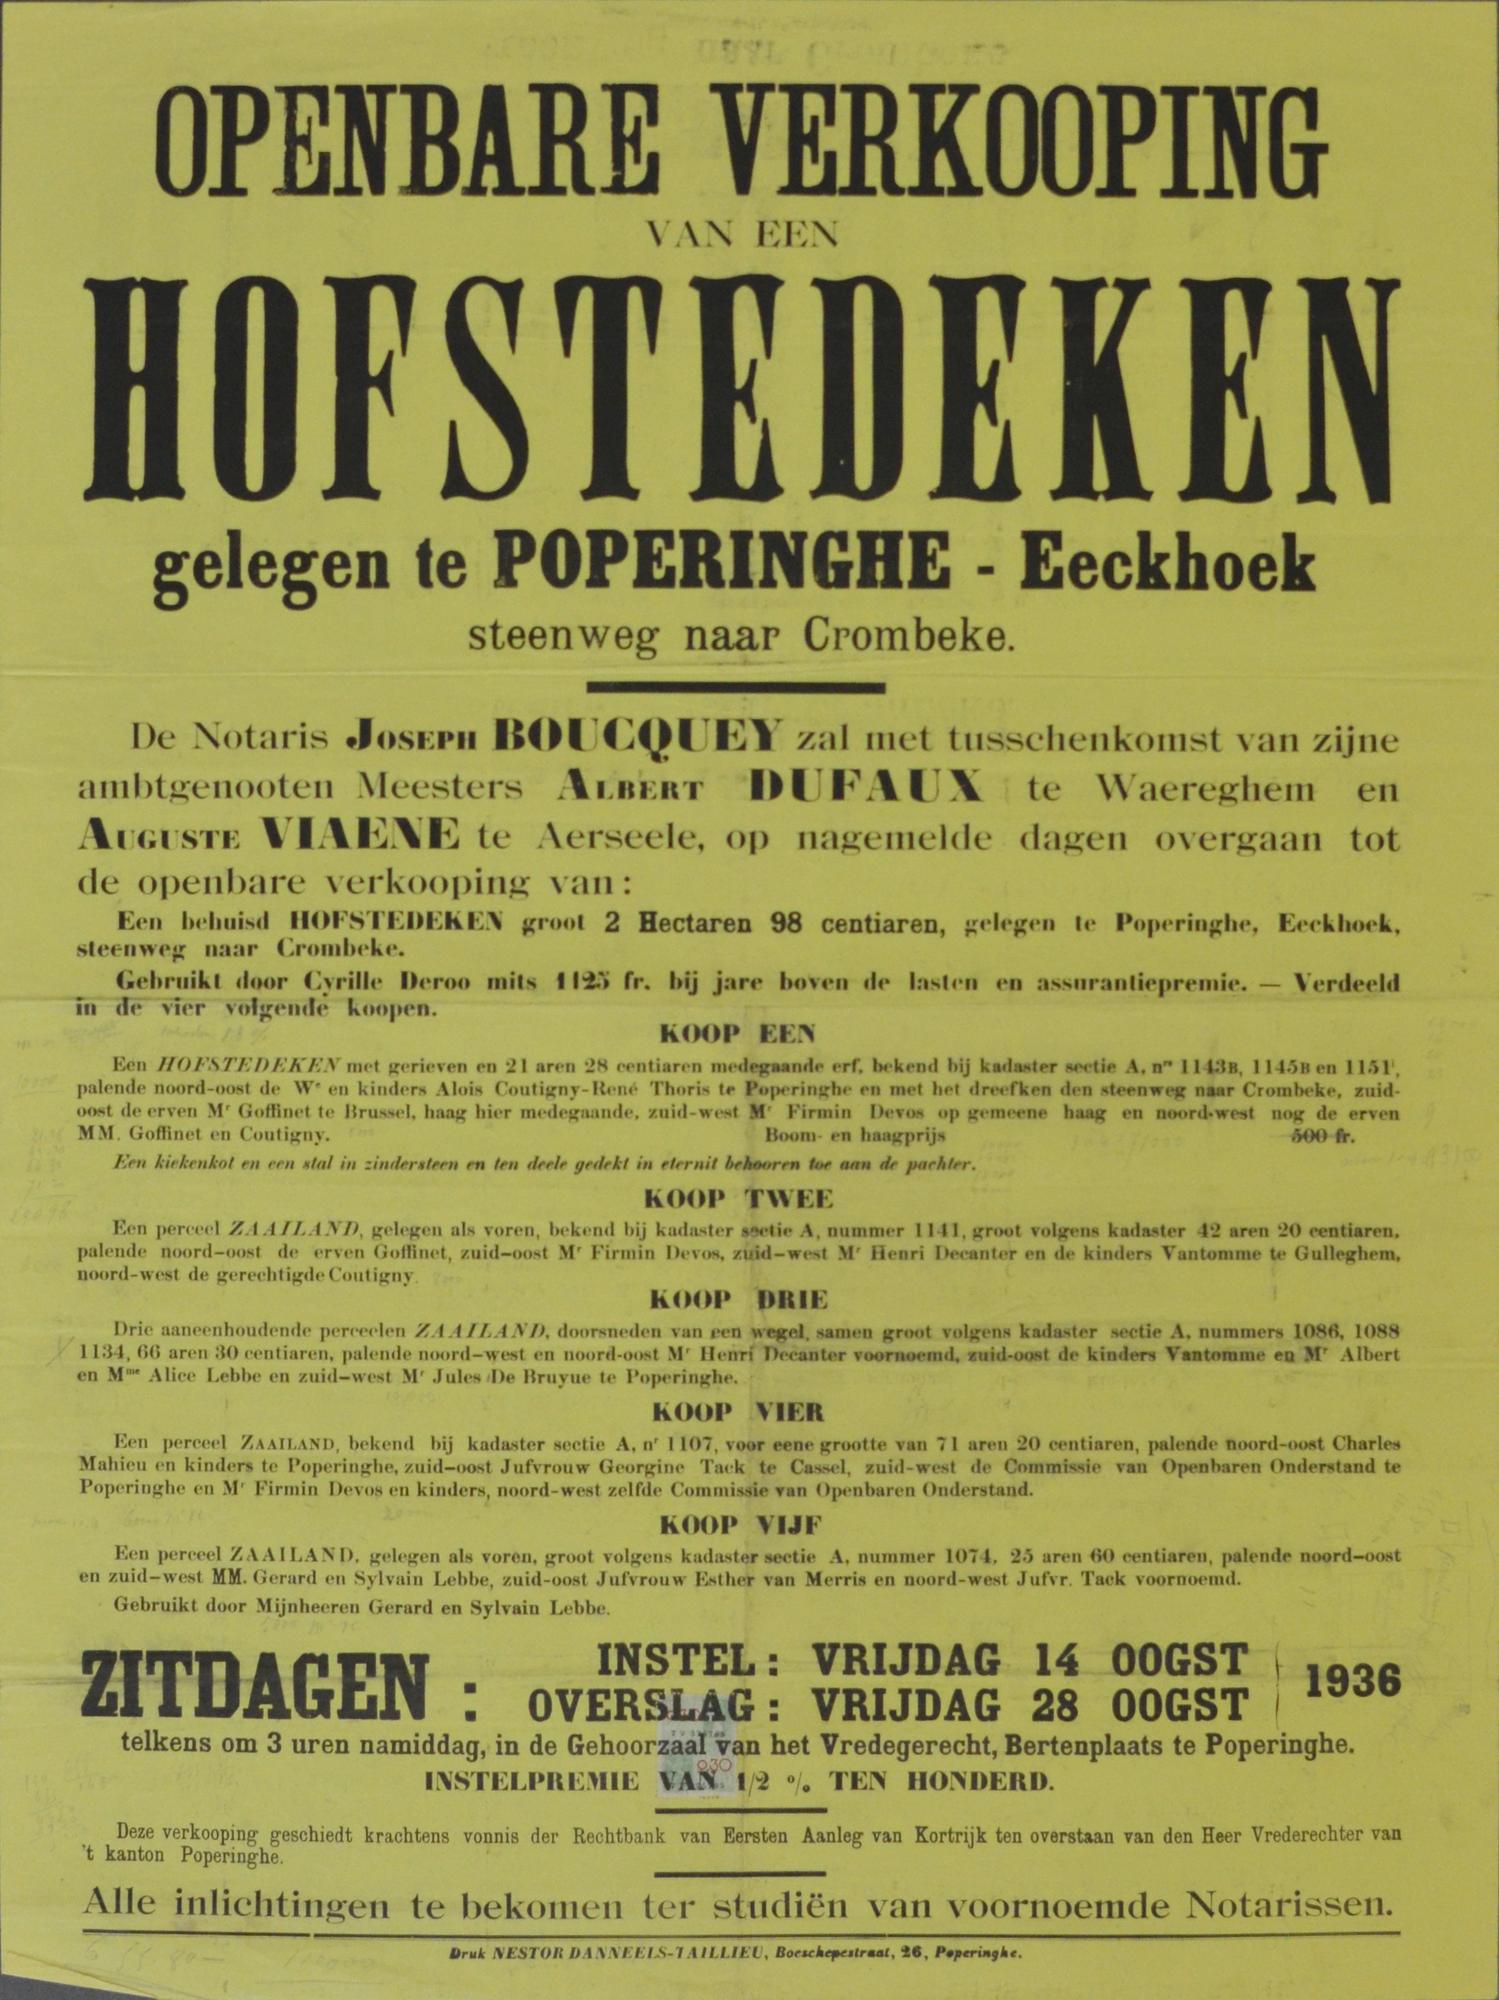 OPENBARE VERKOOPING
VAN EEN
HOFSTEDEKEN
gelegen te POPERINGHE - Eeckhoek
steenweg naar Crombeke.
De Notaris JOSEPH BOUCQUEY zal met tusschenkomst van zijne
ambtgenooten Meesters ALBERT DUFAUX te Waereghem en
AUGUSTE VIAENE te Aerseele, op nagemelde dagen overgaan tot
de openbare verkooping van :
Een behuisd HOFSTEDEKEN groot 2 Hectaren 98 centiaren, gelegen te Poperinghe, Eeckhoek,
steenweg naar Crombeke.
Gebruikt door Cyrille Deroo mits 1125 fr. bij jare boven de lasten en assurantiepremie. — Verdeeld
in de vier volgende koopen.
KOOP EEN
Een HOFSTEDEKEN met gerieven en 21 aren 28 centiaren medegaande erf, bekend bij kadaster sectie A, nrs 1143B, 1145B en 1151i,
palende noord-oost de We en kinders Alois Coutigny-René Thoris te Poperinghe en met het dreefken den steenweg naar Crombeke, zuid-
oost de erven Mr Goffinet te Brussel, haag hier medegaande, zuid-west Mr Firmin Devos op gemeene haag en noord-west nog de erven
MM. Goffinet en Coutigny. Boom- en haagprijs 500 fr.
Een kiekenkot en een stal in zindersteen en ten deele gedekt in eternit behooren toe aan de pachter.
KOOP TWEE
Een perceel ZAAILAND, gelegen als voren, bekend bij kadaster sectie A, nummer 1141, groot volgens kadaster 42 aren 20 centiaren,
palende noord-oost de erven Goffinet, zuid-oost Mr Firmin Devos, zuid-west Mr Henri Decanter en de kinders Vantomme te Gulleghem,
noord-west de gerechtigde Coutigny.
KOOP DRIE
Drie aaneenhoudende perceelen ZAAILAND, doorsneden van een wegel, samen groot volgens kadaster sectie A, nummers 1086, 1088
1134, 66 aren 30 centiaren, palende noord-west en noord-oost Mr Henri Decanter voornoemd, zuid-oost de kinders Vantomme en Mr Albert
en Mme Alice Lebbe en zuid-west Mr Jules De Bruyue te Poperinghe.
KOOP VIER
Een perceel ZAAILAND, bekend bij kadaster sectie A, nr 1107, voor eene grootte van 71 aren 20 centiaren, palende noord-oost Charles
Mahieu en kinders te Poperinghe, zuid-oost Jufvrouw Georgine Tack te Cassel, zuid-west de Commissie van Openbaren Onderstand te
Poperinghe en Mr Firmin Devos en kinders, noord-west zelfde Commissie van Openbaren Onderstand.
KOOP VIJF
Een perceel ZAAILAND, gelegen als voren, groot volgens kadaster sectie A, nummer 1074, 25 aren 60 centiaren, palende noord-oost
en zuid-west MM. Gerard en Sylvain Lebbe, zuid-oost Jufvrouw Esther van Merris en noord-west Jufvr. Tack voornoemd.
Gebruikt door Mijnheeren Gerard en Sylvain Lebbe.
ZITDAGEN : INSTEL : VRIJDAG 14 OOGST
OVERSLAG : VRIJDAG 28 OOGST 1936
telkens om 3 uren namiddag, in de Gehoorzaal van het Vredegerecht, Bertenplaats te Poperinghe.
INSTELPREMIE VAN 1/2 % TEN HONDERD.
Deze verkooping geschiedt krachtens vonnis der Rechtbank van Eersten Aanleg van Kortrijk ten overstaan van den Heer Vrederechter van
't kanton Poperinghe.
Alle inlichtingen te bekomen ter studiën van voornoemde Notarissen.
Druk NESTOR DANNEELS-TAILLIEU, Boeschepestraat, 26, Poperinghe.